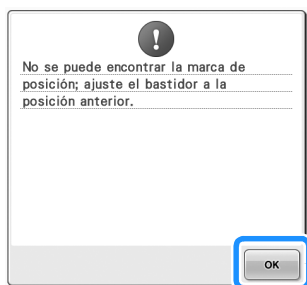 No se puede encontrar la marca de
posición; ajuste el bastidor a la
posición anterior.
OK